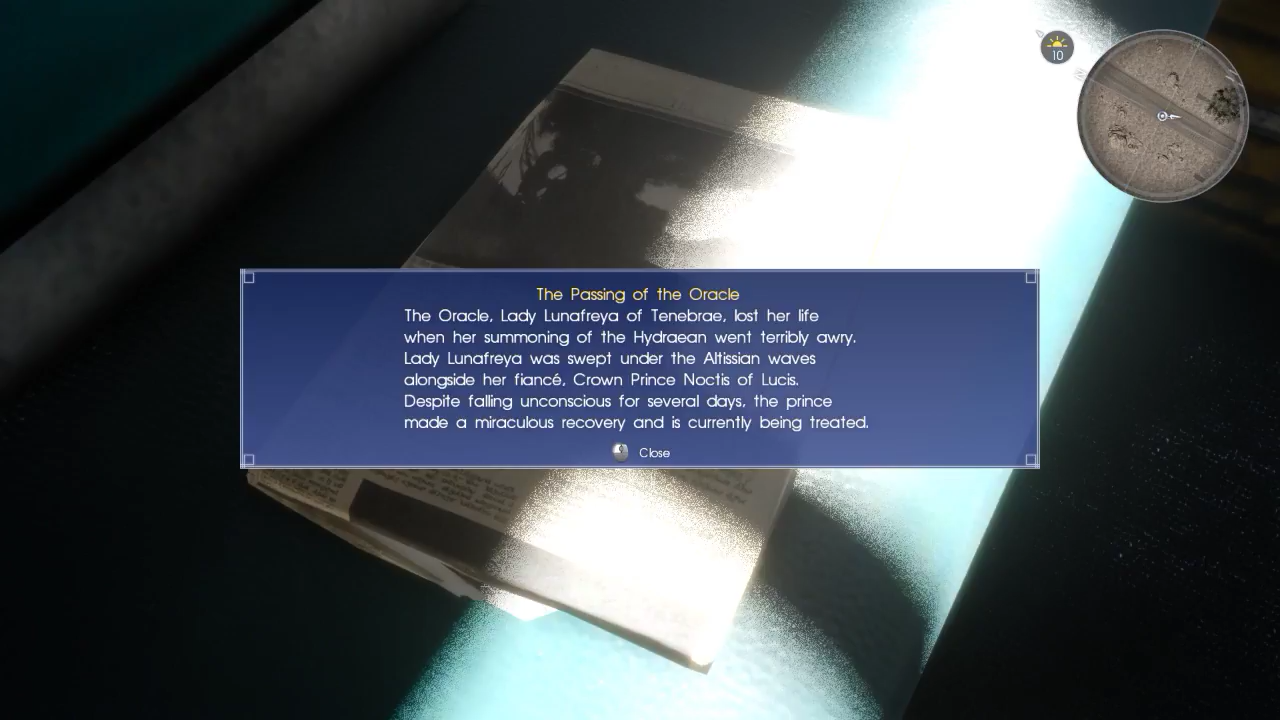 10
The Passing of the Oracle
The Oracle, Lady Lunafreya of Tenebrae, lost her life
when her summoning of the Hydraean went terribly awry.
Lady Lunafreya was swept under the Altissian waves
alongside her fiancé, Crown Prince Noctis of Lucis.
Despite falling unconscious for several days, the prince
made a miraculous recovery and is currently being treated.
Close